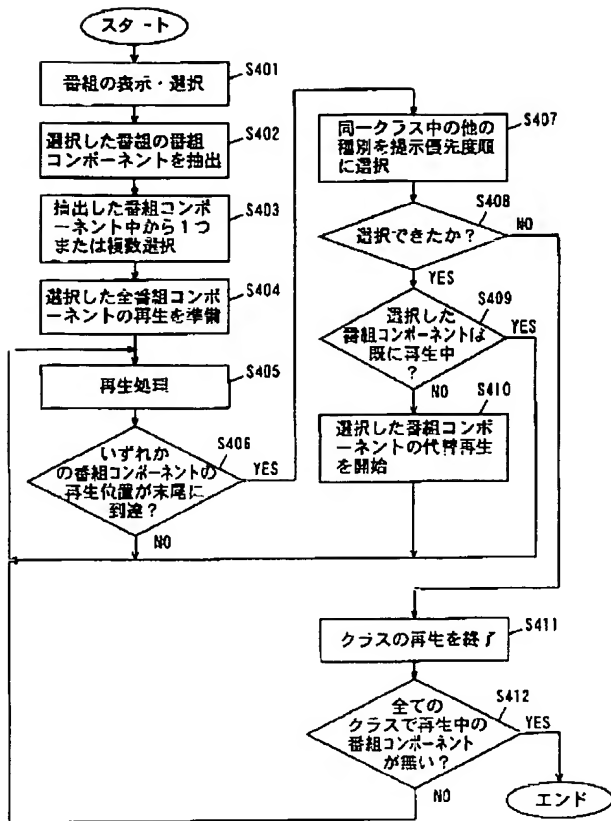 スタート
S401
番組の表示・選択
S402
選択した番組の番組
コンポーネントを抽出
S403
抽出した番組コンポ
ーネント中から１つ
または複数選択
S404
選択した全番組コンポ
ーネントの再生を準備
S405
再生処理
S406
いずれか
の番組コンポーネントの
再生位置が末尾に
到達？
YES
NO
S407
同一クラス中の他の
種別を提示優先度順
に選択
S408
選択できたか？
NO
YES
S409
選択した
番組コンポーネントは
既に再生中
？
YES
NO
S410
選択した番組コンポ
ーネントの代替再生
を開始
S411
クラスの再生を終了
S412
全ての
クラスで再生中の
番組コンポーネント
が無い？
YES
NO
エンド